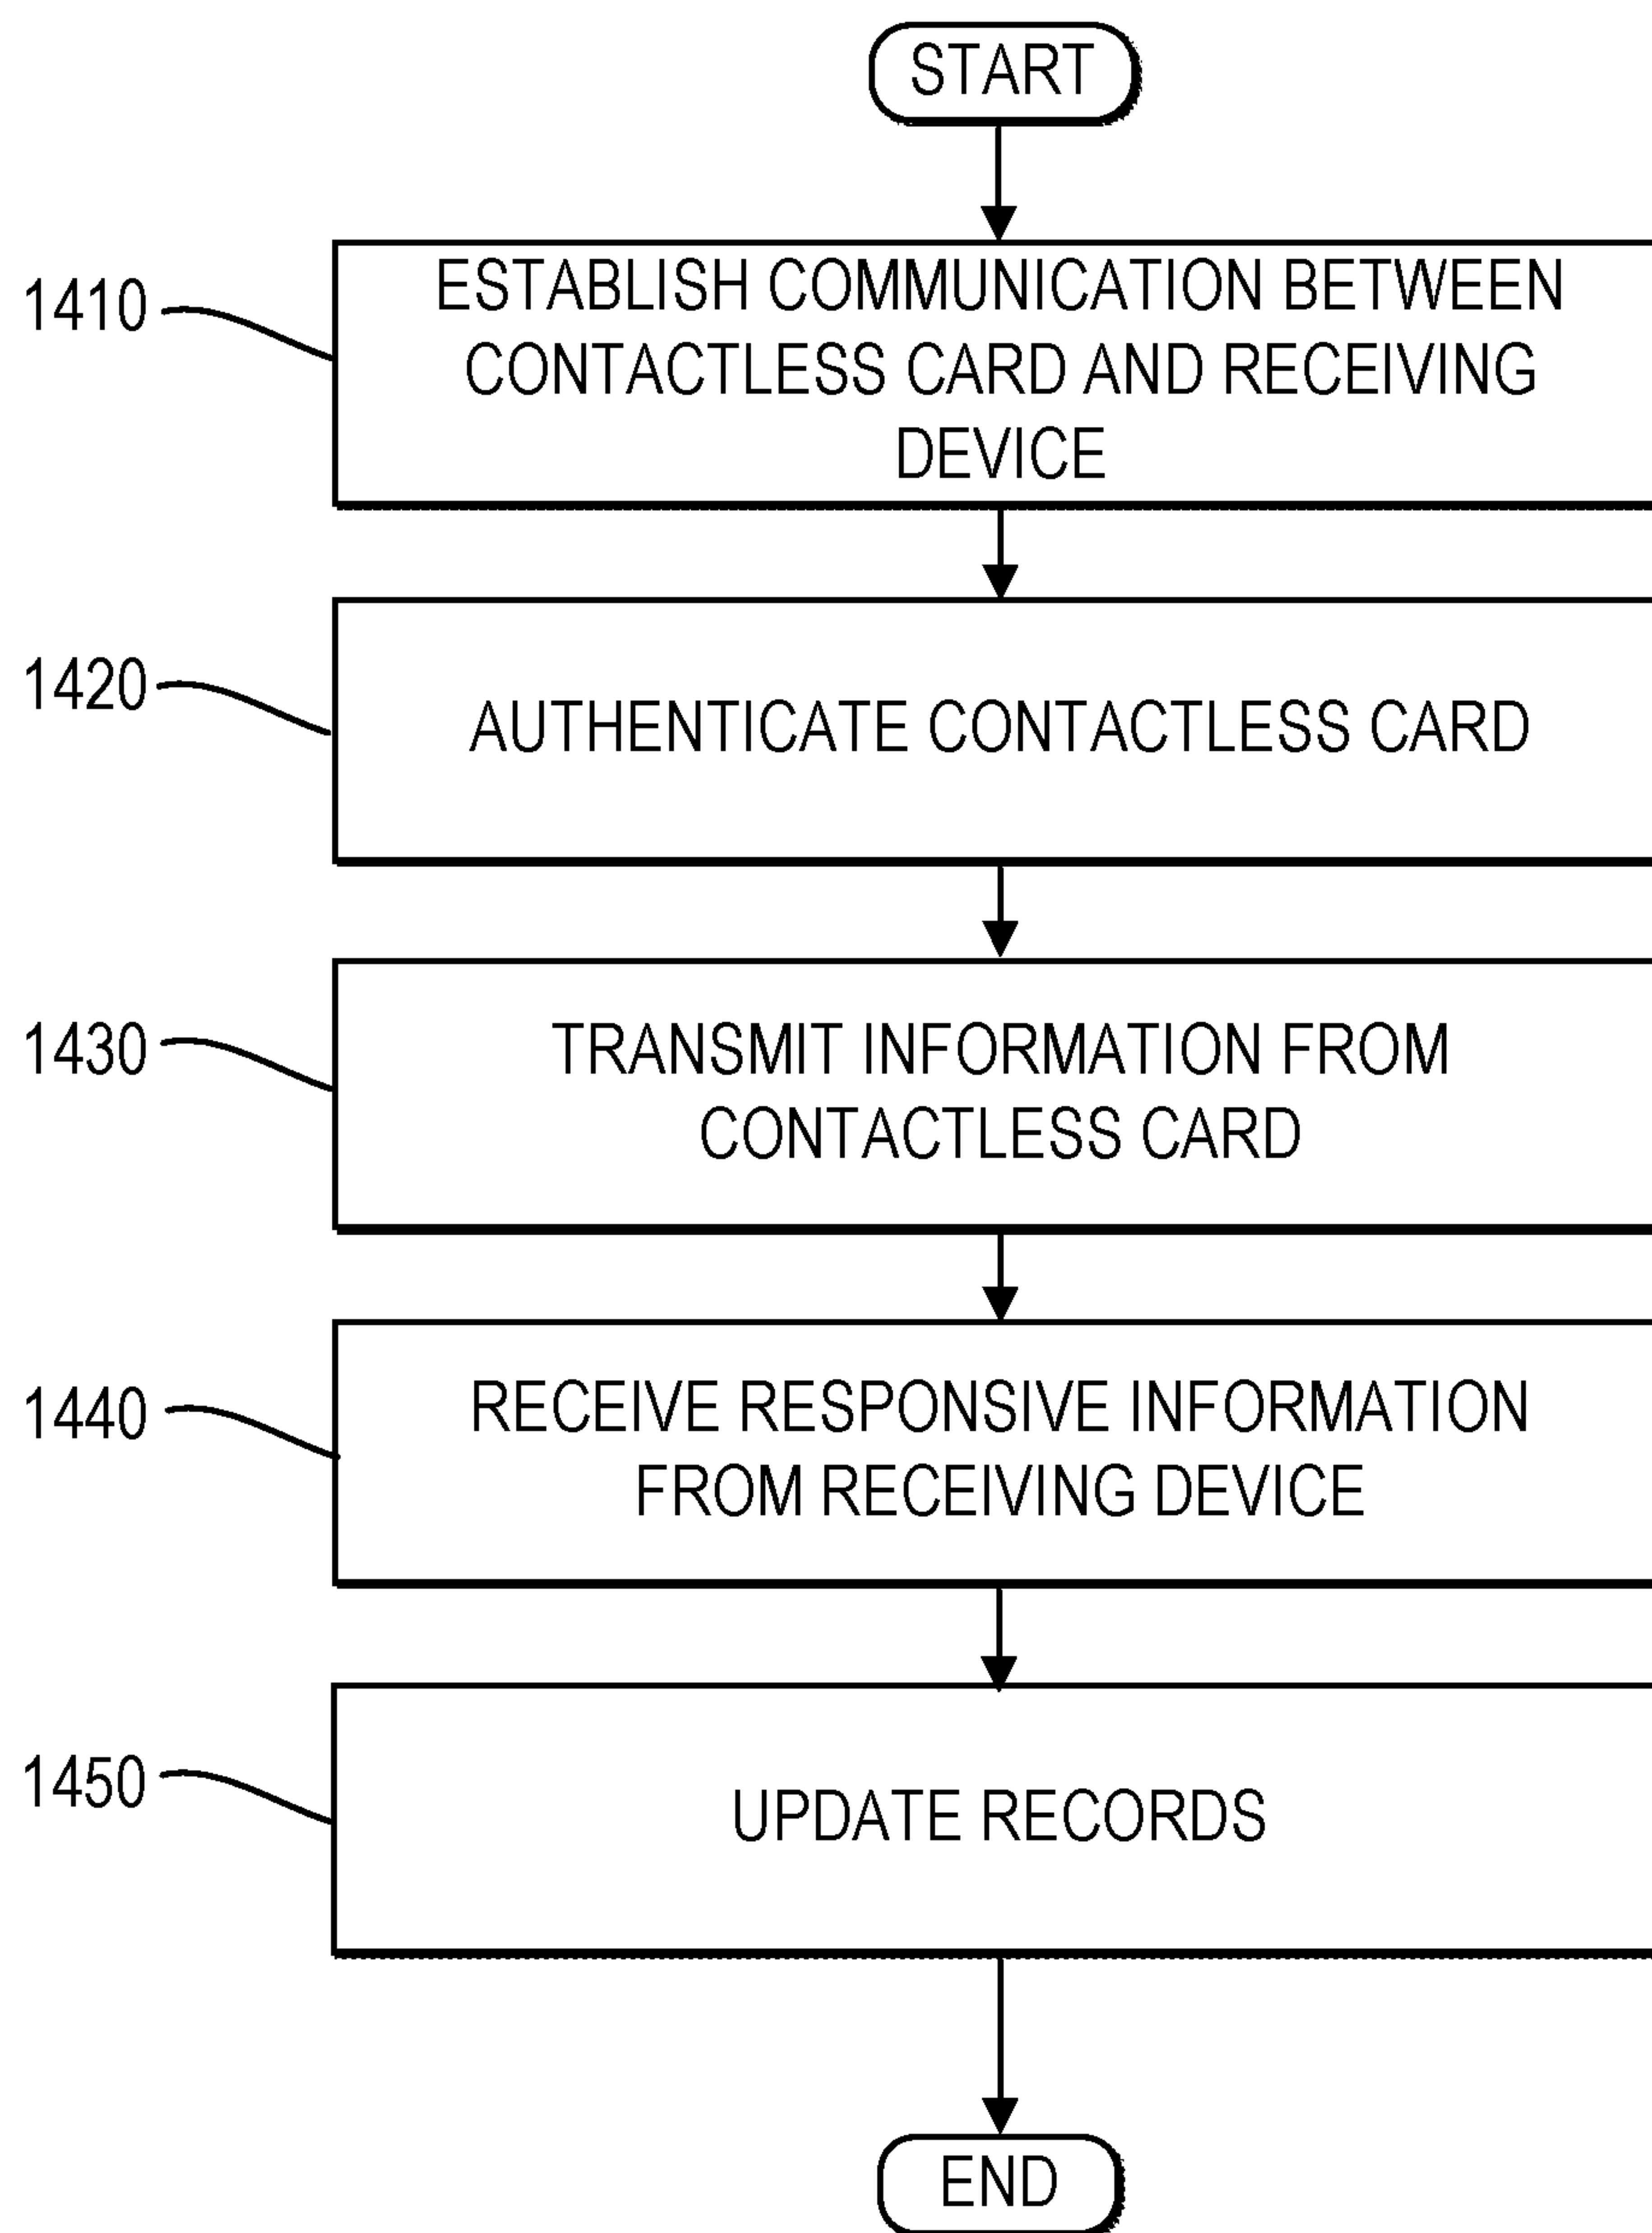 START
1410
ESTABLISH COMMUNICATION BETWEEN
CONTACTLESS CARD AND RECEIVING
DEVICE
1420
AUTHENTICATE CONTACTLESS CARD
1430
TRANSMIT INFORMATION FROM
CONTACTLESS CARD
1440
RECEIVE RESPONSIVE INFORMATION
FROM RECEIVING DEVICE
1450
UPDATE RECORDS
END